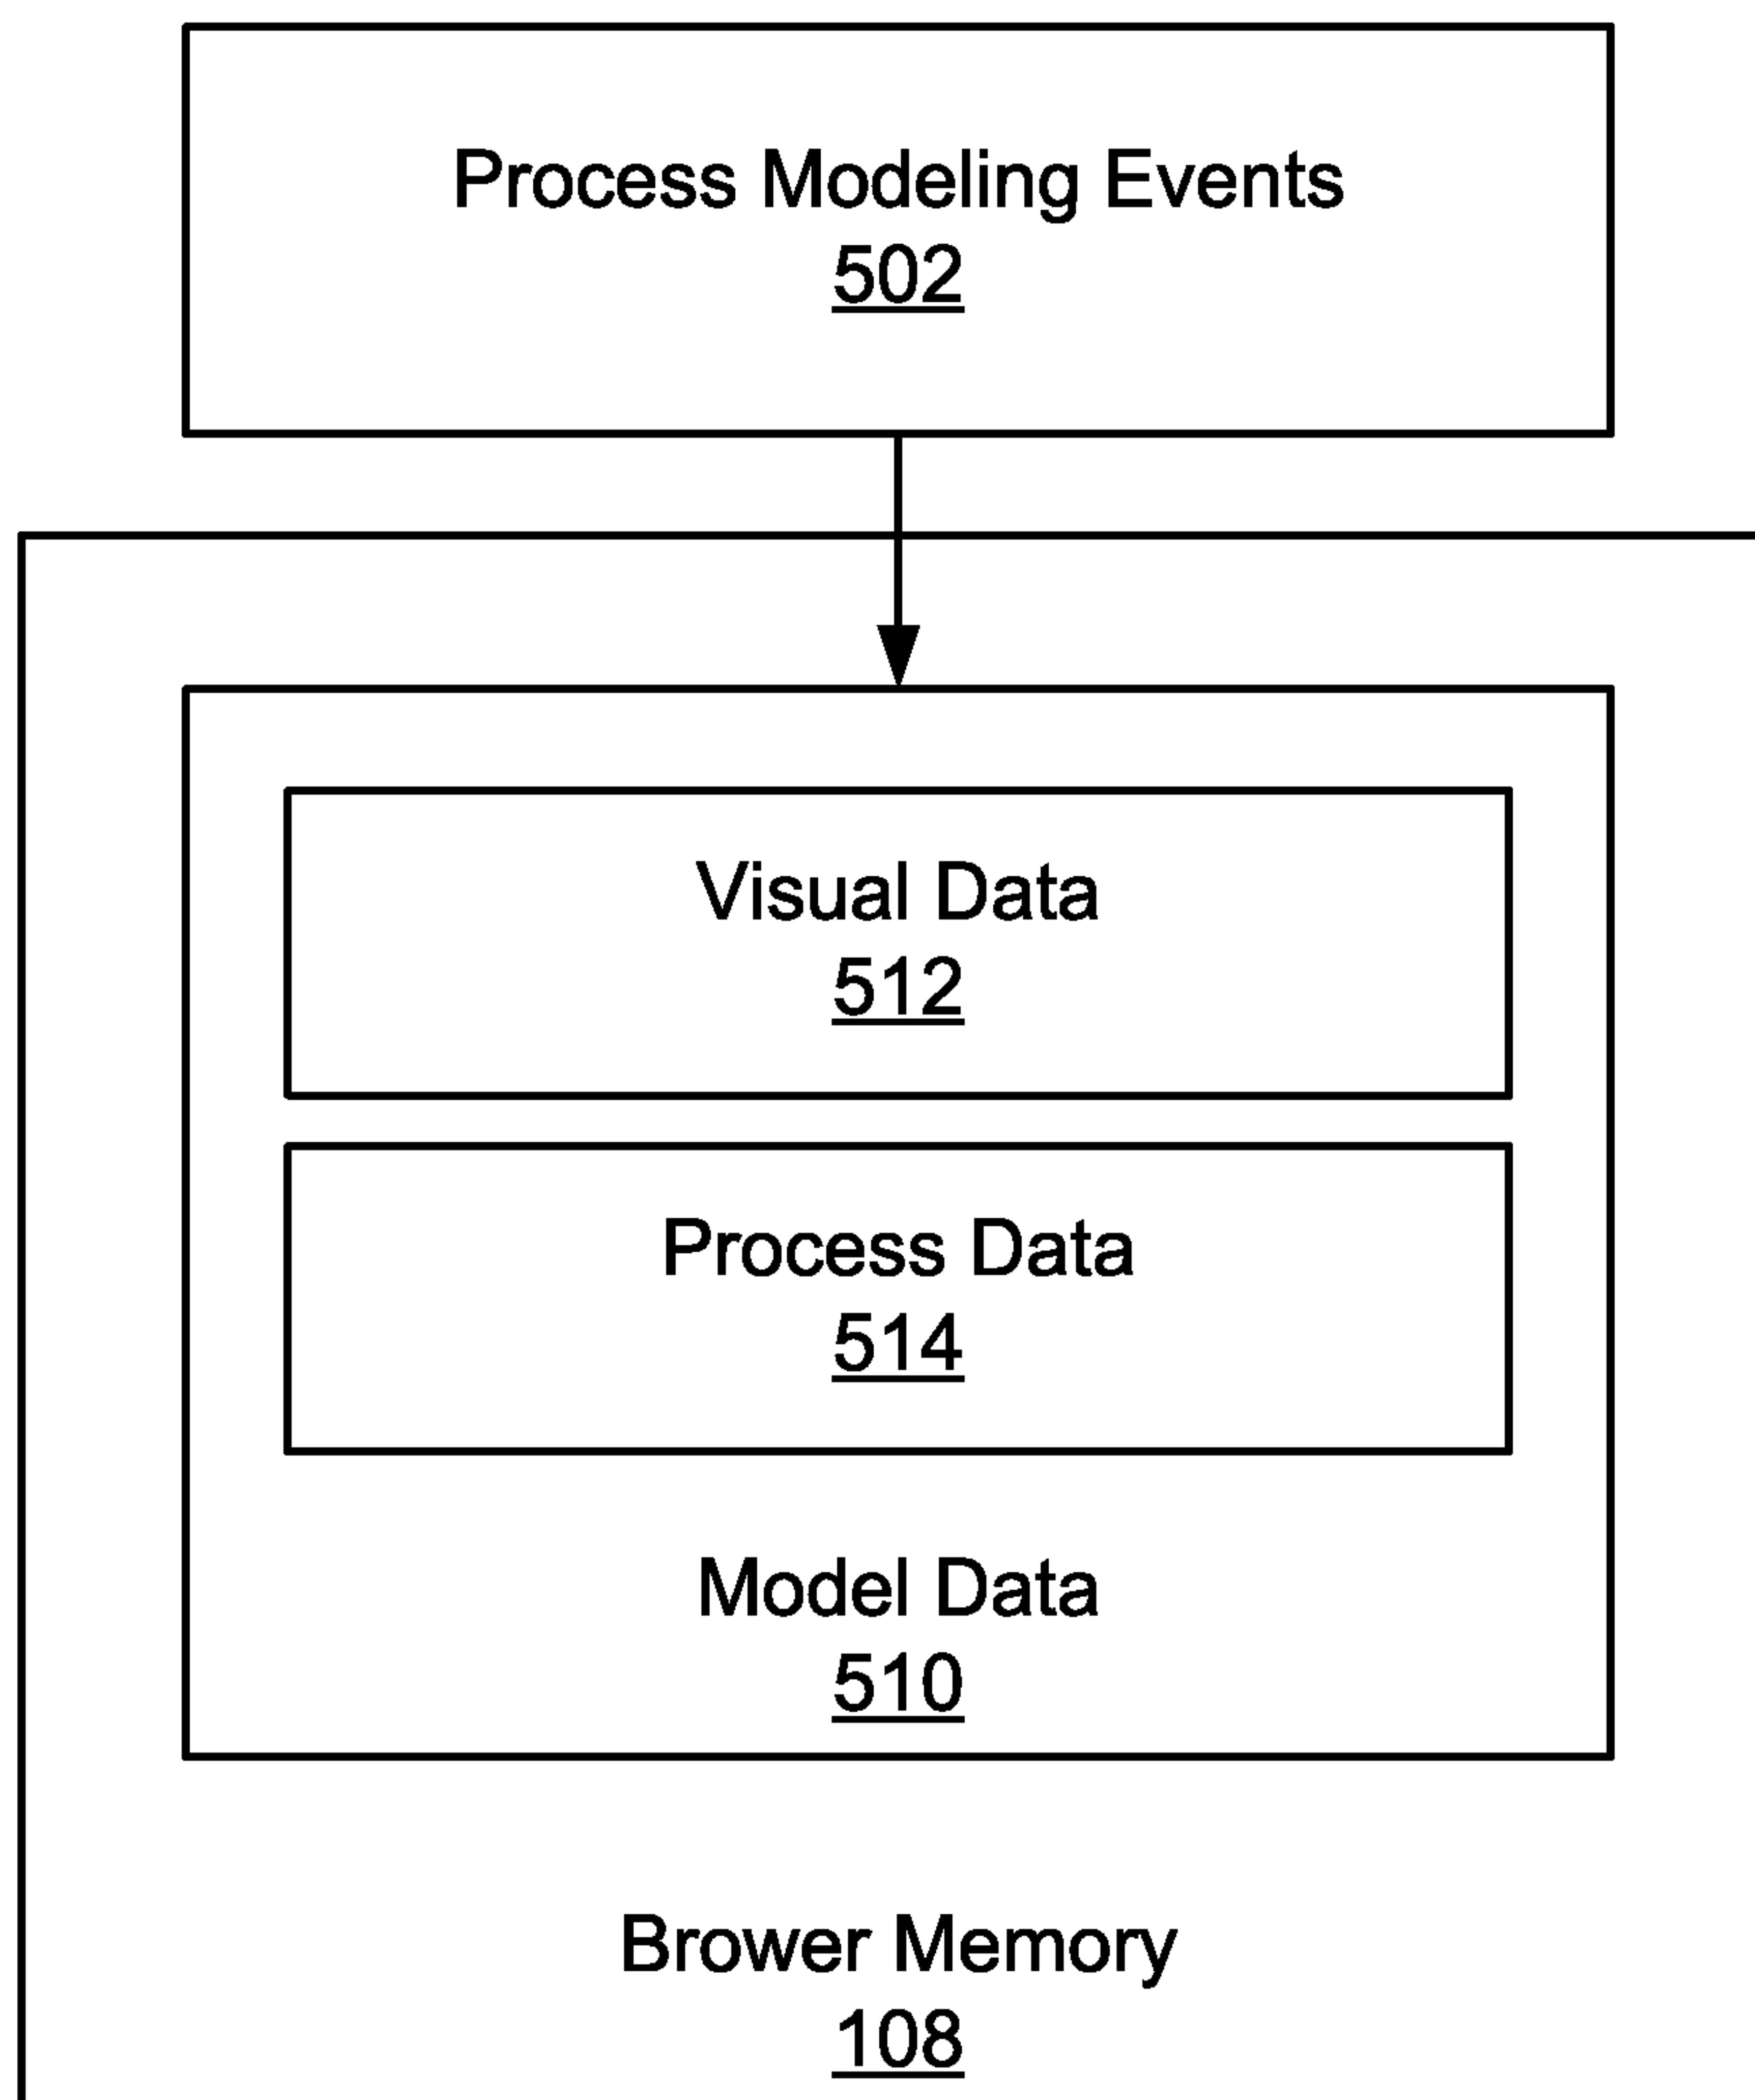 Process Modeling Events
502
Visual Data
512
Process Data
514
Model Data
510
Brower Memory
108